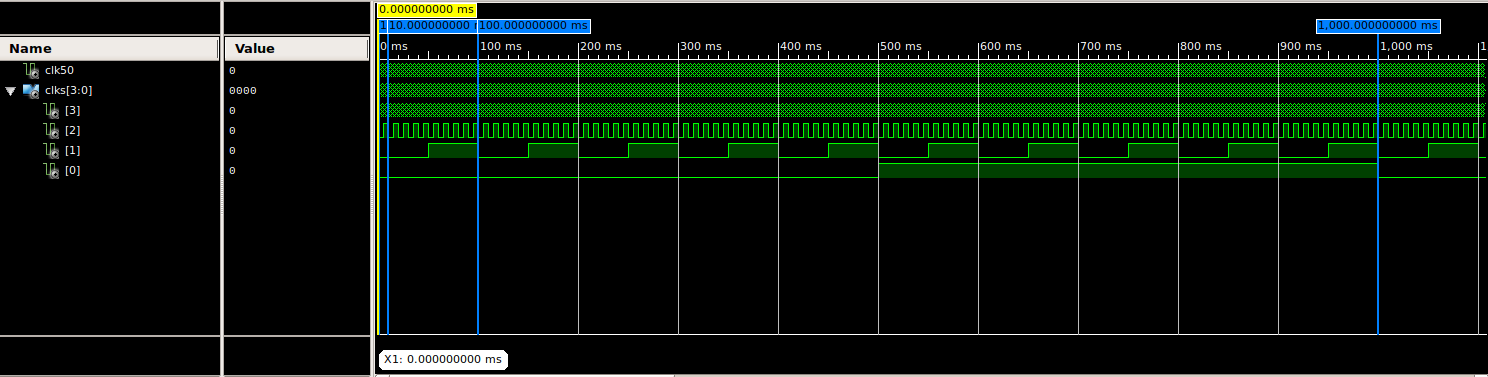 0.000000000 ms
10.000000000 100.000000000 ms 1,000.000000000 ms
Name Value
0 ms 100 ms 200 ms 300 ms 400 ms 500 ms 600 ms 700 ms 800 ms 900 ms 1,000 ms
clk50 0
clks[3:0] 0000
[3] 0
[2] 0
[1] 0
[0] 0
X1: 0.000000000 ms